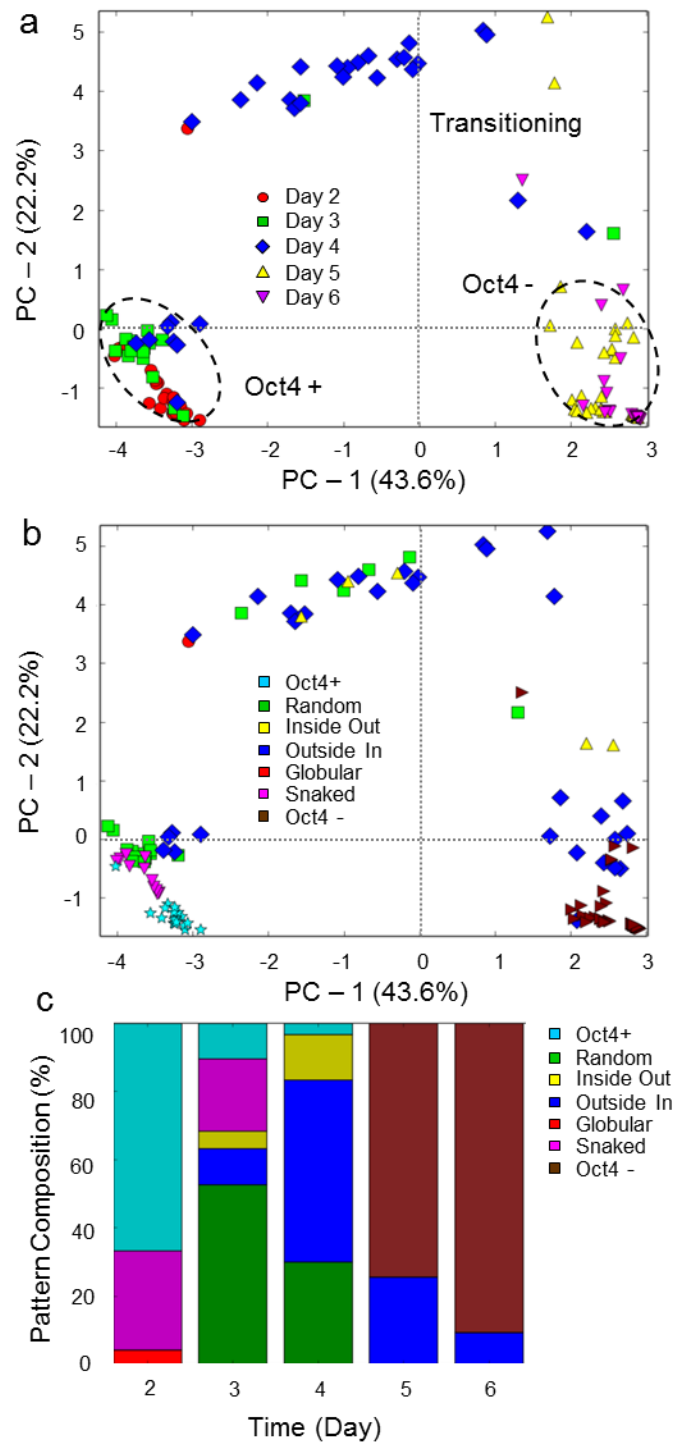 a
5
4
3
2
1
0
-1
PC – 2 (22.2%)
Transitioning
Day 2
Day 3
Day 4
Day 5
Day 6
Oct4 -
Oct4 +
-4 -3 -2 -1 0 1 2 3
PC – 1 (43.6%)
b
5
4
3
2
1
0
-1
PC – 2 (22.2%)
Oct4+
Random
Inside Out
Outside In
Globular
Snaked
Oct4 -
-4 -3 -2 -1 0 1 2 3
PC – 1 (43.6%)
c
100
80
60
40
20
0
Pattern Composition (%)
Oct4+
Random
Inside Out
Outside In
Globular
Snaked
Oct4 -
2 3 4 5 6
Time (Day)